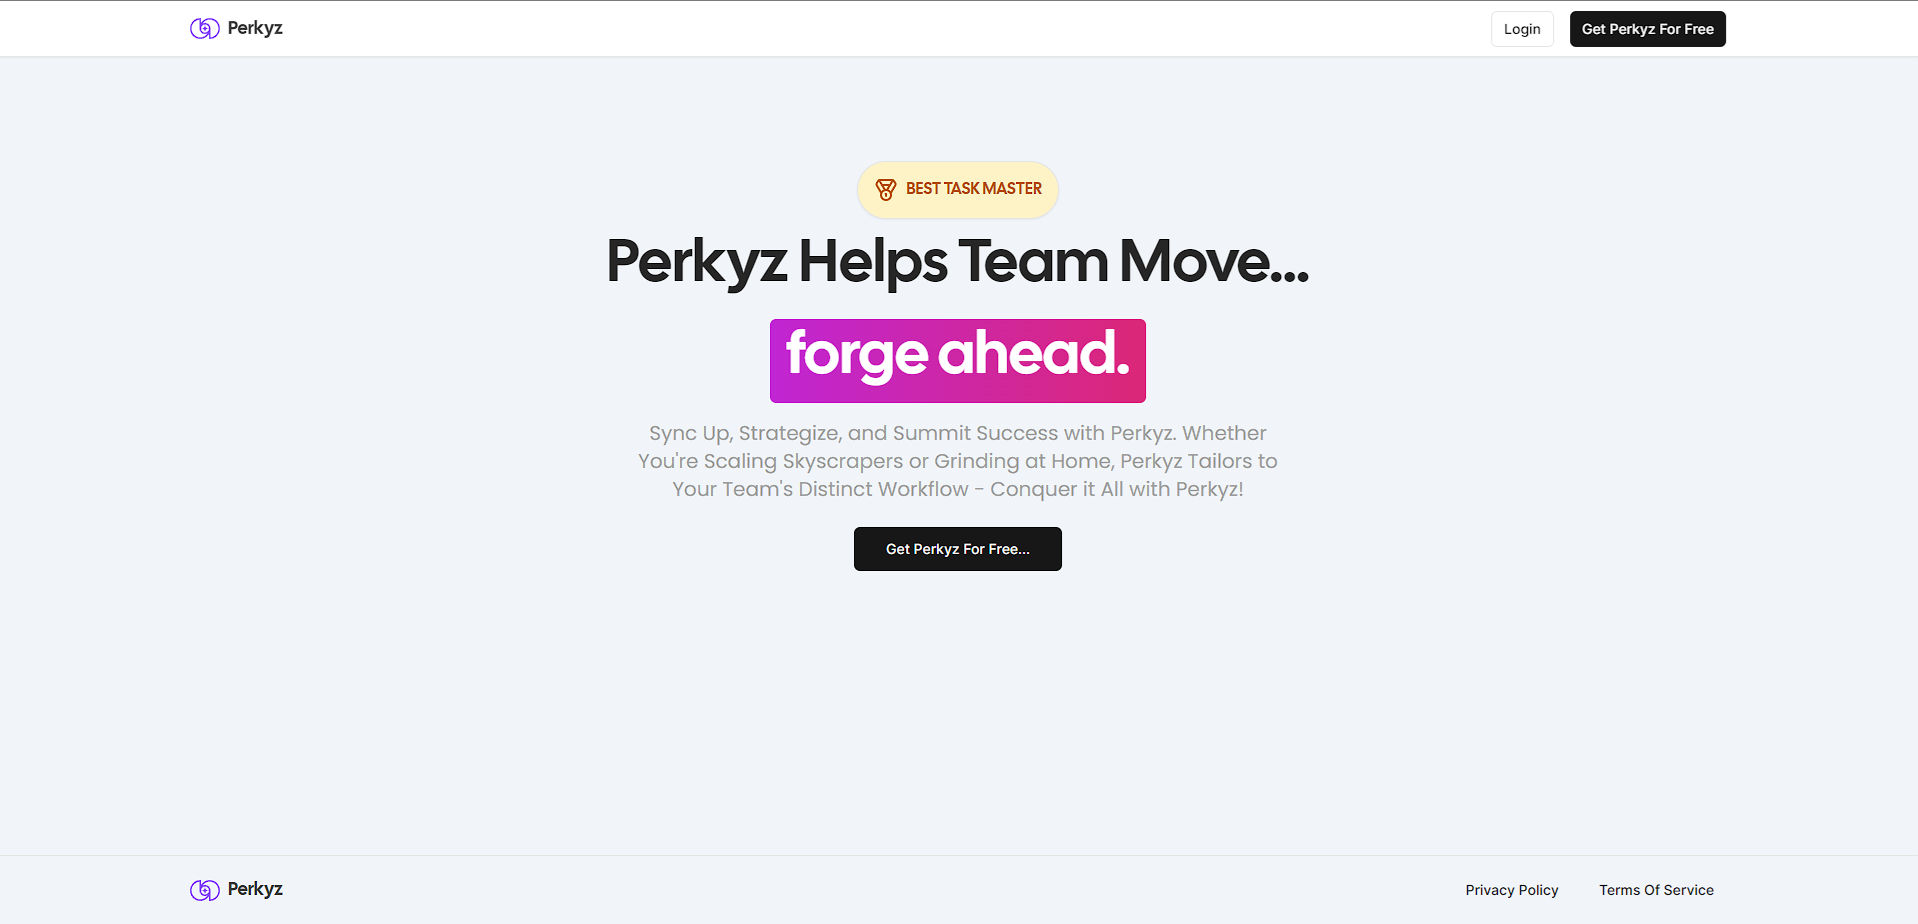 Perkyz
Login
Get Perkyz For Free
BEST TASK MASTER
Perkyz Helps Team Move...
forge ahead.
Sync Up, Strategize, and Summit Success with Perkyz. Whether
You're Scaling Skyscrapers or Grinding at Home, Perkyz Tailors to
Your Team's Distinct Workflow - Conquer it All with Perkyz!
Get Perkyz For Free...
Perkyz
Privacy Policy
Terms Of Service